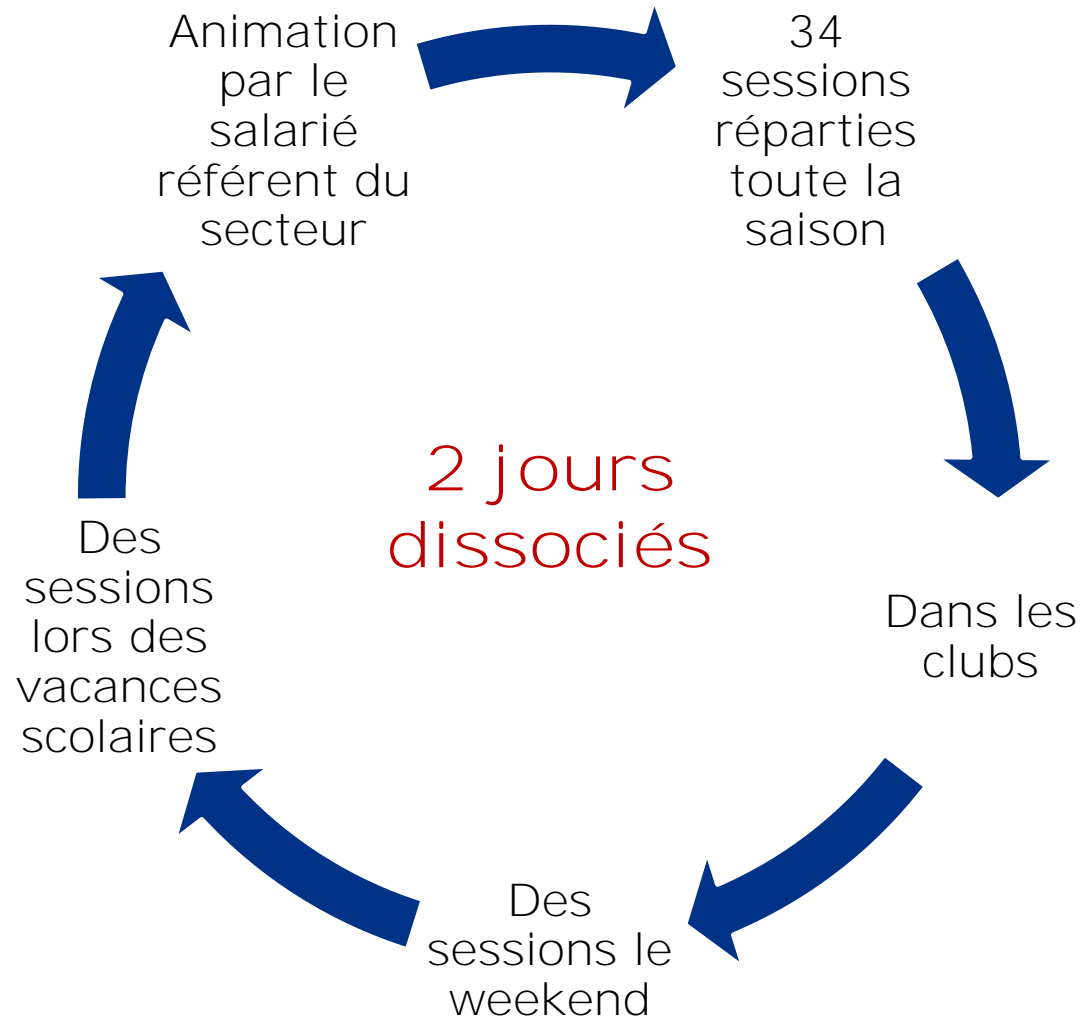 Animation
par le
salarié
référent du
secteur
34
sessions
réparties
toute la
saison
Dans les
clubs
Des
sessions le
weekend
Des
sessions
lors des
vacances
scolaires
2 jours
dissociés